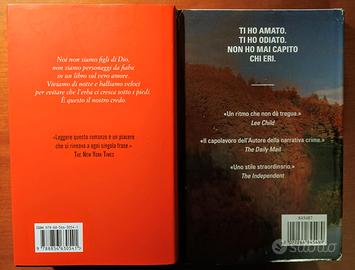 Noi non siamo figli di Dio,
non siamo personaggi da fiaba
in un libro sul vero amore.
Viviamo di notte e balliamo veloci
per evitare che l'erba ci cresca sotto i piedi.
È questo il nostro credo.
«Leggere questo romanzo è un piacere
che si rinnova a ogni singola frase.»
The New York Times
TI HO AMATO.
TI HO ODIATO.
NON HO MAI CAPITO
CHI ERI.
«Un ritmo che non dà tregua.»
Lee Child
«Il capolavoro dell'Autore della narrativa crime.»
The Daily Mail
«Uno stile straordinario.»
The Independent
subito